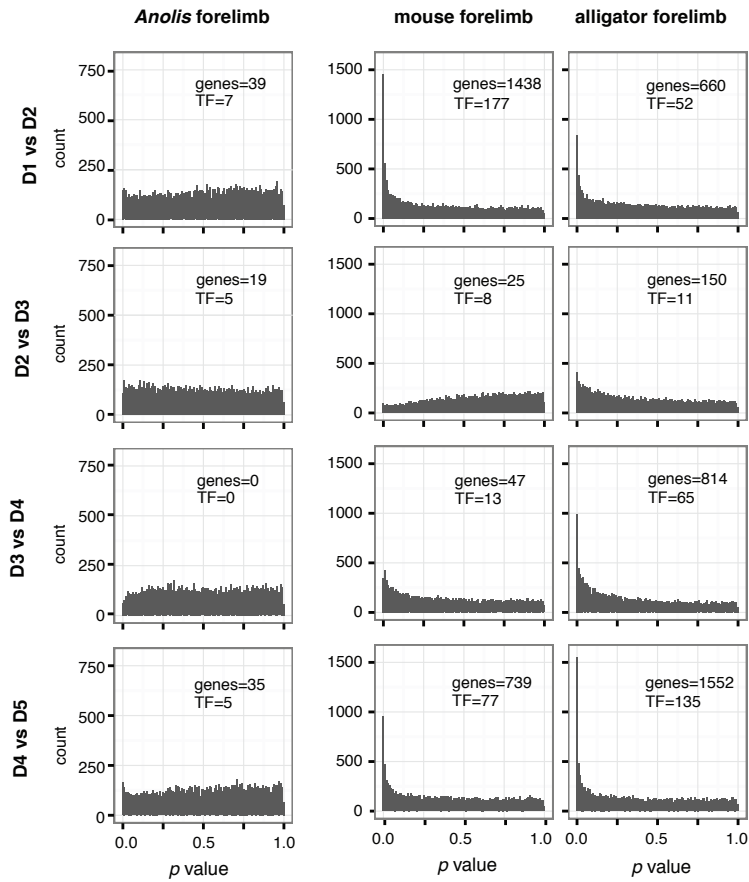 Anolis forelimb
mouse forelimb
alligator forelimb
D1 vs D2
count
750
500
250
0
genes=39
TF=7
1500
1000
500
0
genes=1438
TF=177
genes=660
TF=52
D2 vs D3
count
750
500
250
0
genes=19
TF=5
1500
1000
500
0
genes=25
TF=8
genes=150
TF=11
D3 vs D4
count
750
500
250
0
genes=0
TF=0
1500
1000
500
0
genes=47
TF=13
genes=814
TF=65
D4 vs D5
count
750
500
250
0
genes=35
TF=5
1500
1000
500
0
genes=739
TF=77
genes=1552
TF=135
0.0 0.5 1.0
p value
0.0 0.5 1.0
p value
0.0 0.5 1.0
p value